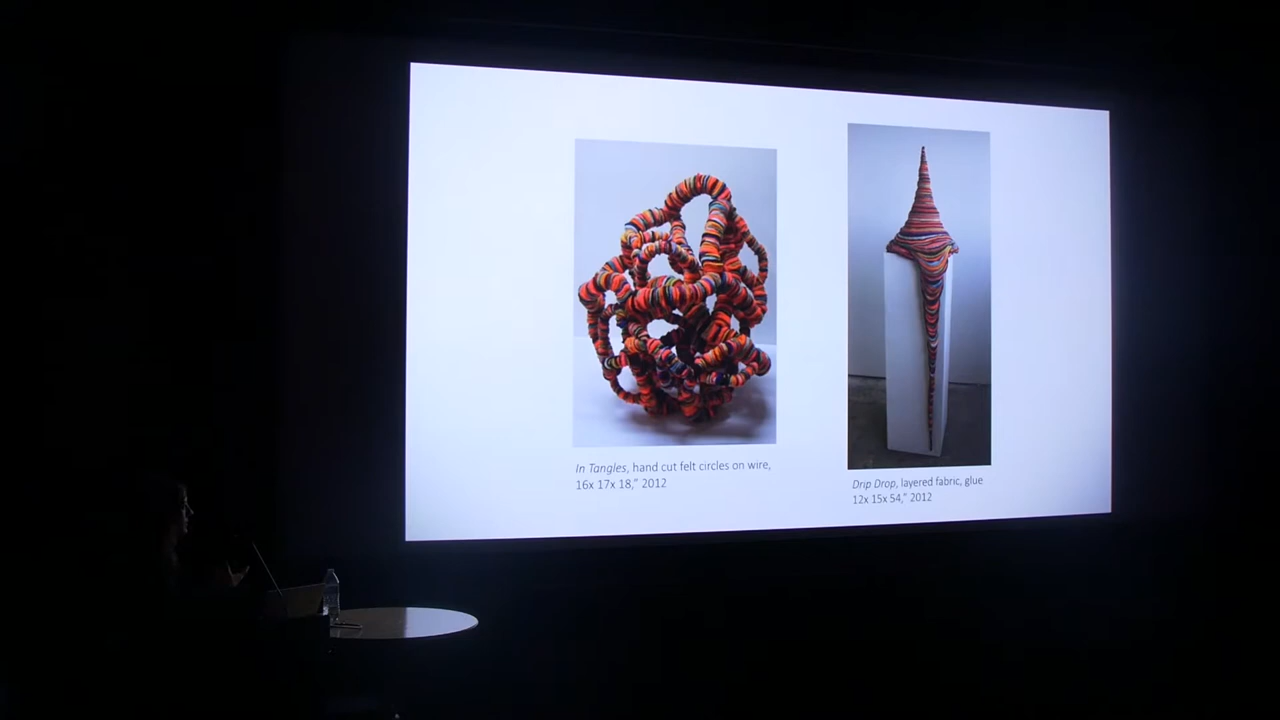 In Tangles, hand cut felt circles on wire,
16x 17x 18,” 2012
Drip Drop, layered fabric, glue
12x 15x 54,” 2012